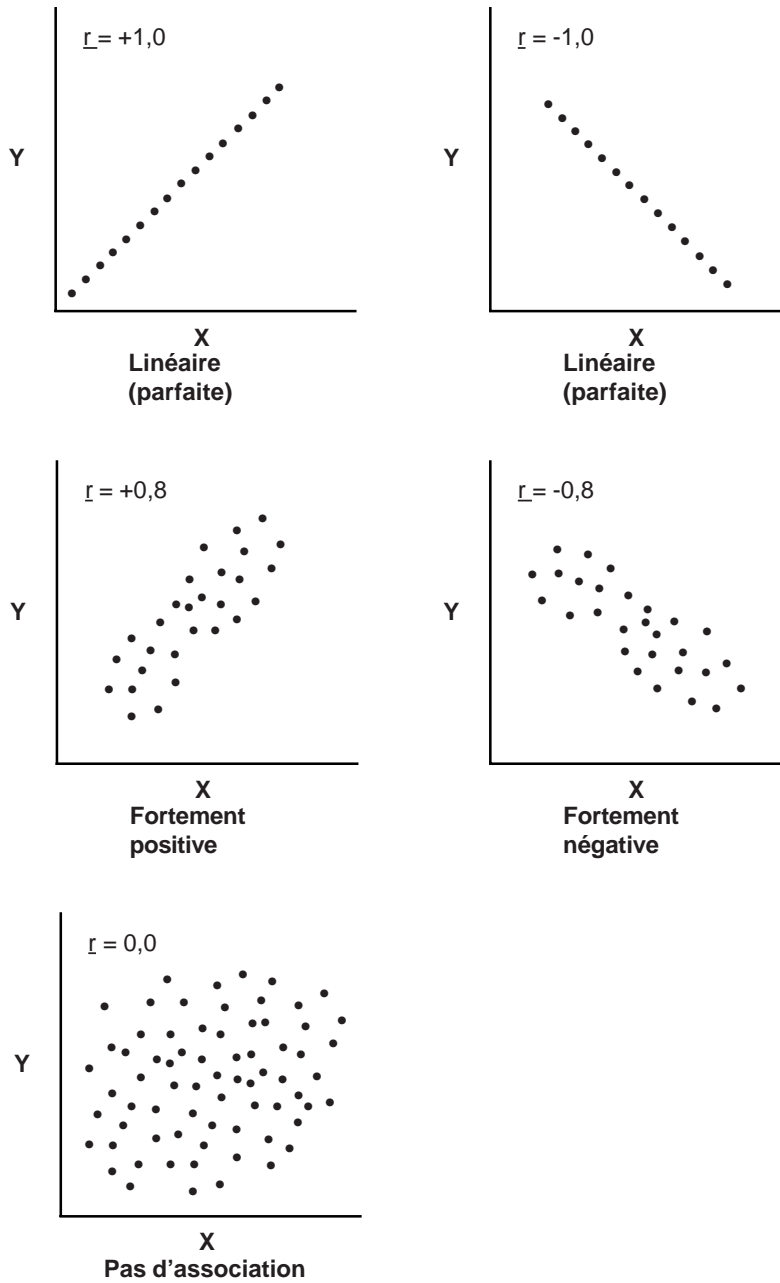 r = +1,0
Y
X
Linéaire
(parfaite)
r = -1,0
Y
X
Linéaire
(parfaite)
r = +0,8
Y
X
Fortement
positive
r = -0,8
Y
X
Fortement
négative
r = 0,0
Y
X
Pas d'association